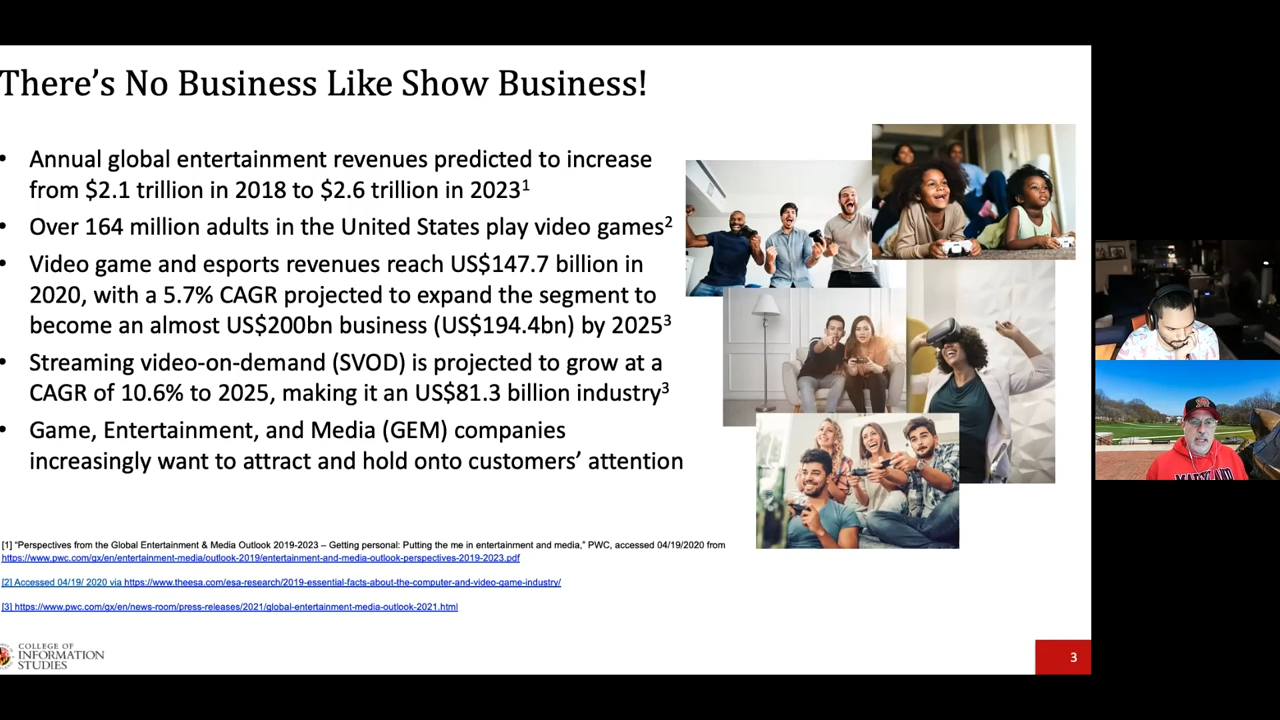 There's No Business Like Show Business!
• Annual global entertainment revenues predicted to increase
from $2.1 trillion in 2018 to $2.6 trillion in 2023¹
• Over 164 million adults in the United States play video games²
• Video game and esports revenues reach US$147.7 billion in
2020, with a 5.7% CAGR projected to expand the segment to
become an almost US$200bn business (US$194.4bn) by 2025³
• Streaming video-on-demand (SVOD) is projected to grow at a
CAGR of 10.6% to 2025, making it an US$81.3 billion industry³
• Game, Entertainment, and Media (GEM) companies
increasingly want to attract and hold onto customers' attention
[1] "Perspectives from the Global Entertainment & Media Outlook 2019-2023 – Getting personal: Putting the me in entertainment and media," PWC, accessed 04/19/2020 from
https://www.pwc.com/gx/en/entertainment-media/outlook-2019/entertainment-and-media-outlook-perspectives-2019-2023.pdf
[2] Accessed 04/19/ 2020 via https://www.theesa.com/esa-research/2019-essential-facts-about-the-computer-and-video-game-industry/
[3] https://www.pwc.com/gx/en/news-room/press-releases/2021/global-entertainment-media-outlook-2021.html
COLLEGE OF
INFORMATION
STUDIES
3
MARYLAND